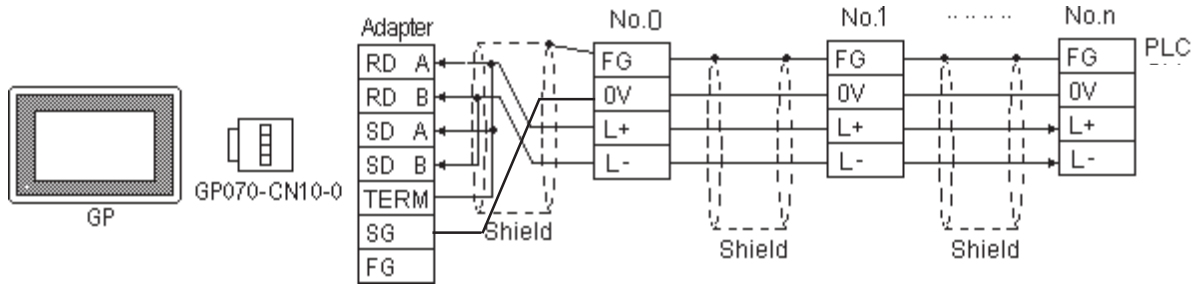 Adapter
RD A
RD B
SD A
SD B
TERM
SG
FG
GP
GP070-CN10-0
Shield
No.0
FG
0V
L+
L-
Shield
No.1
FG
0V
L+
L-
Shield
.. .. .. ..
No.n
FG
0V
L+
L-
PLC